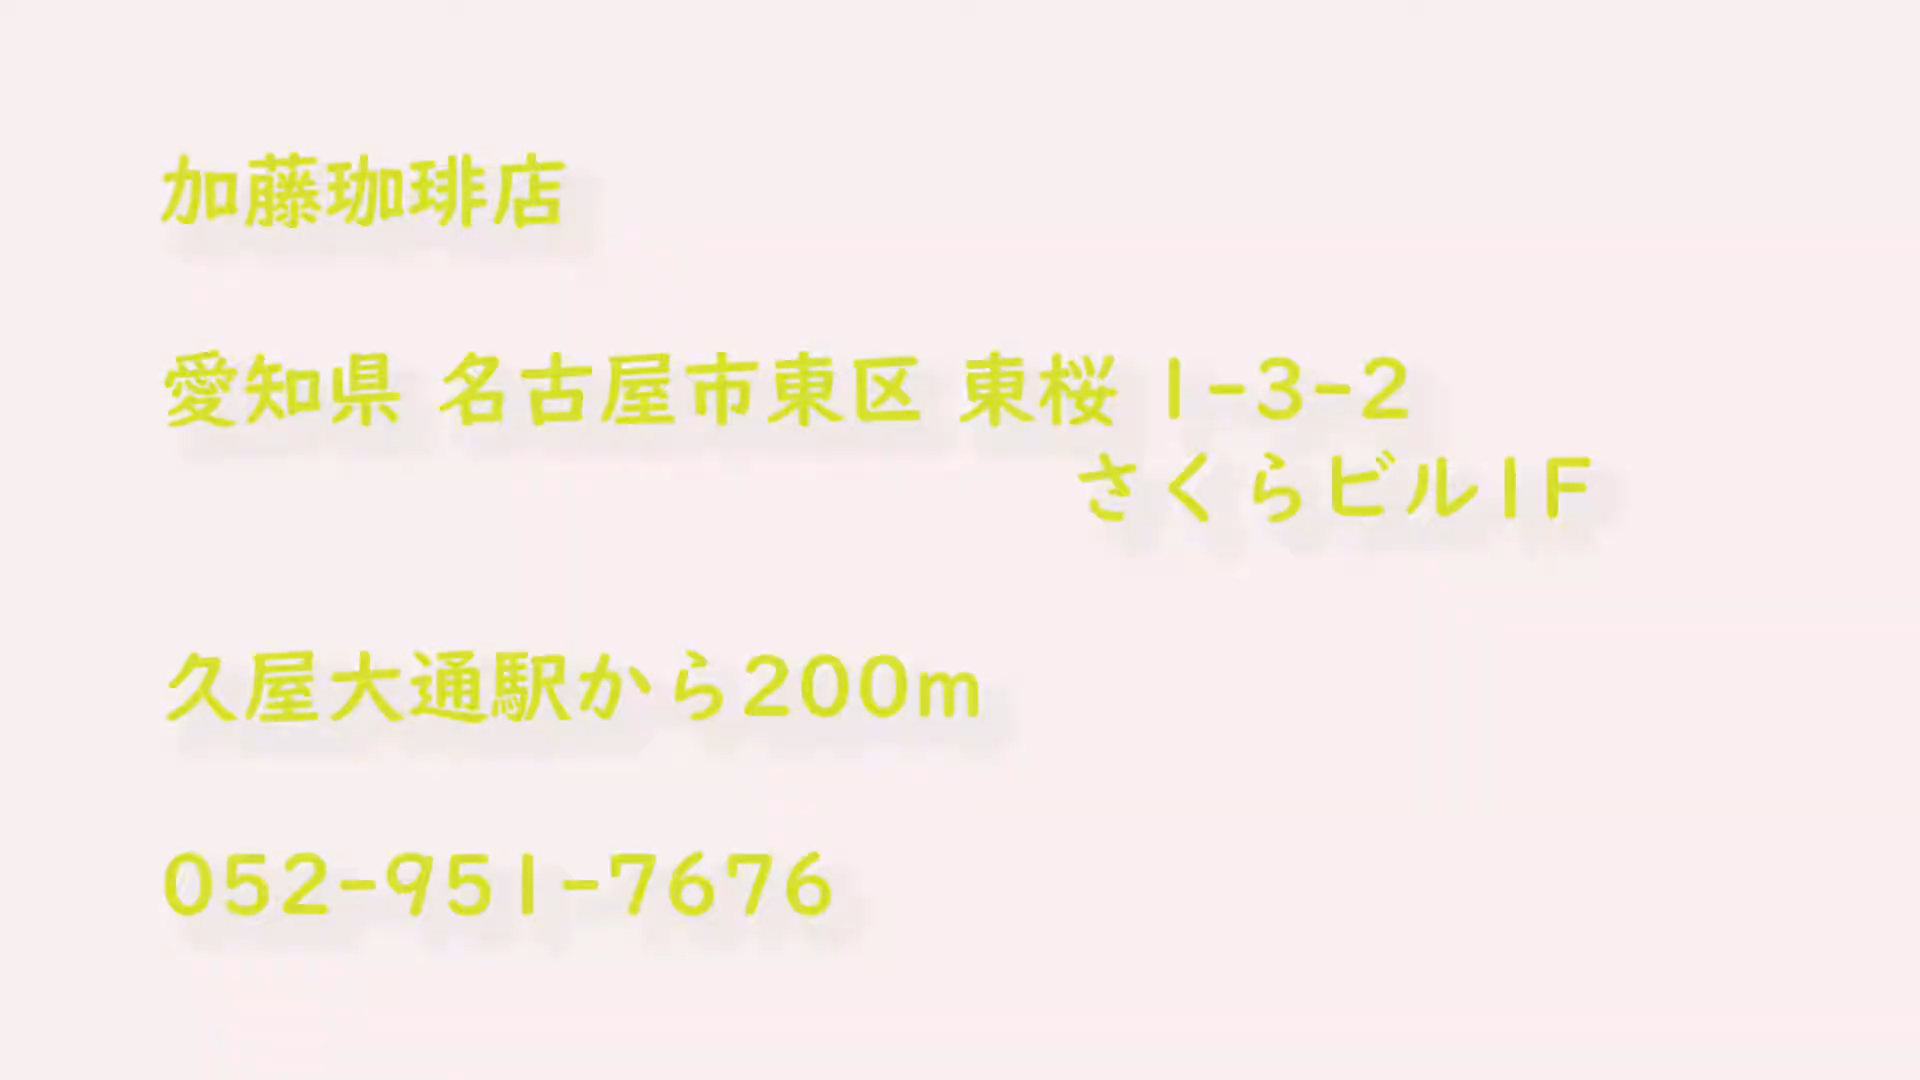 加藤珈琲店
愛知県 名古屋市東区 東桜 1-3-2
さくらビル1F
久屋大通駅から200m
052-951-7676